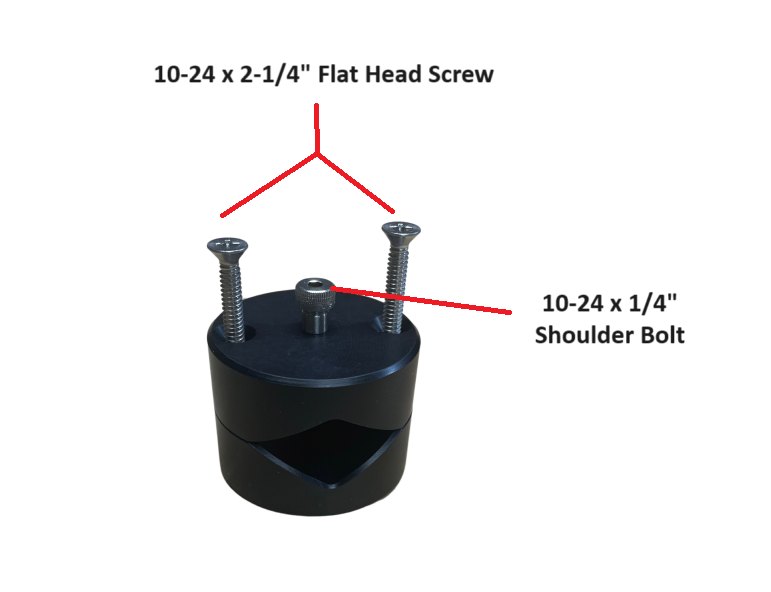 10-24 x 2-1/4" Flat Head Screw
10-24 x 1/4"
Shoulder Bolt